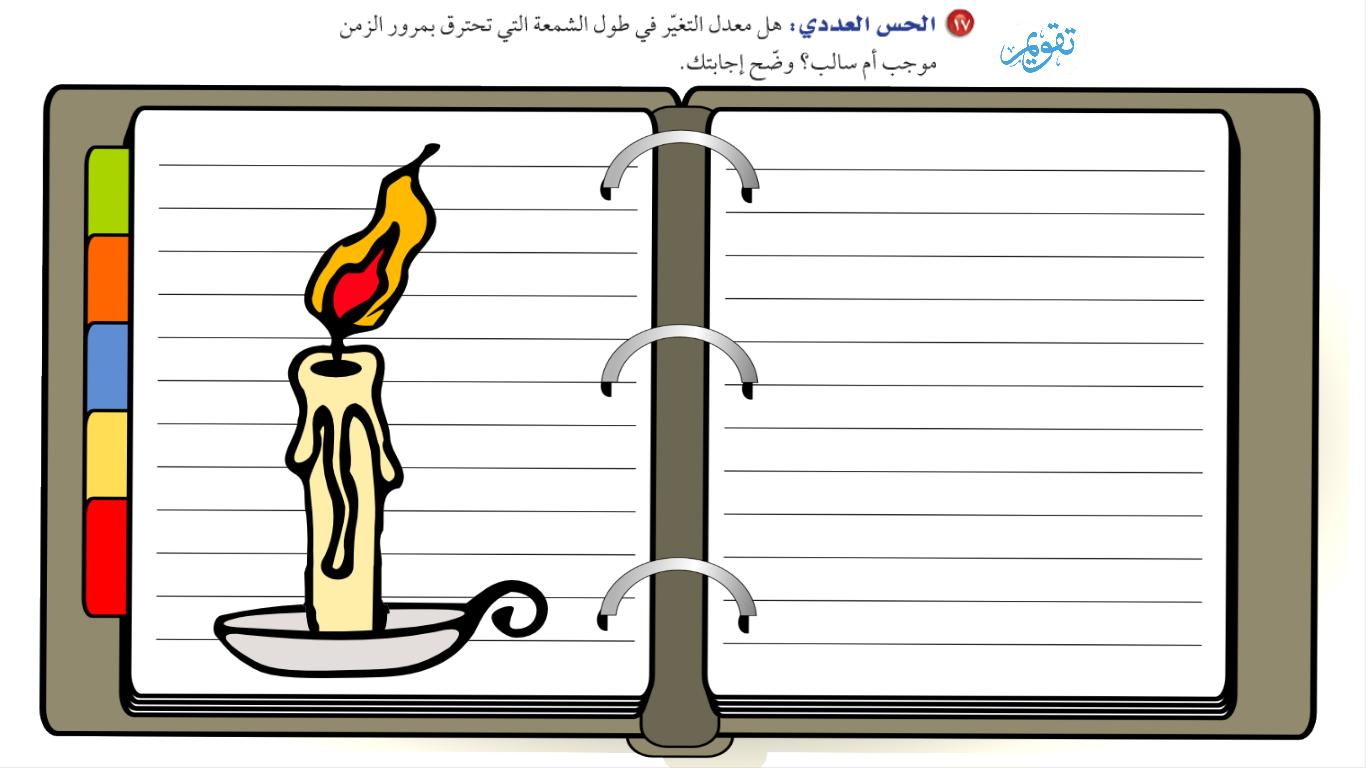 تقويم
١٧ الحس العددي: هل معدل التغيّر في طول الشمعة التي تحترق بمرور الزمن
موجب أم سالب؟ وضّح إجابتك.